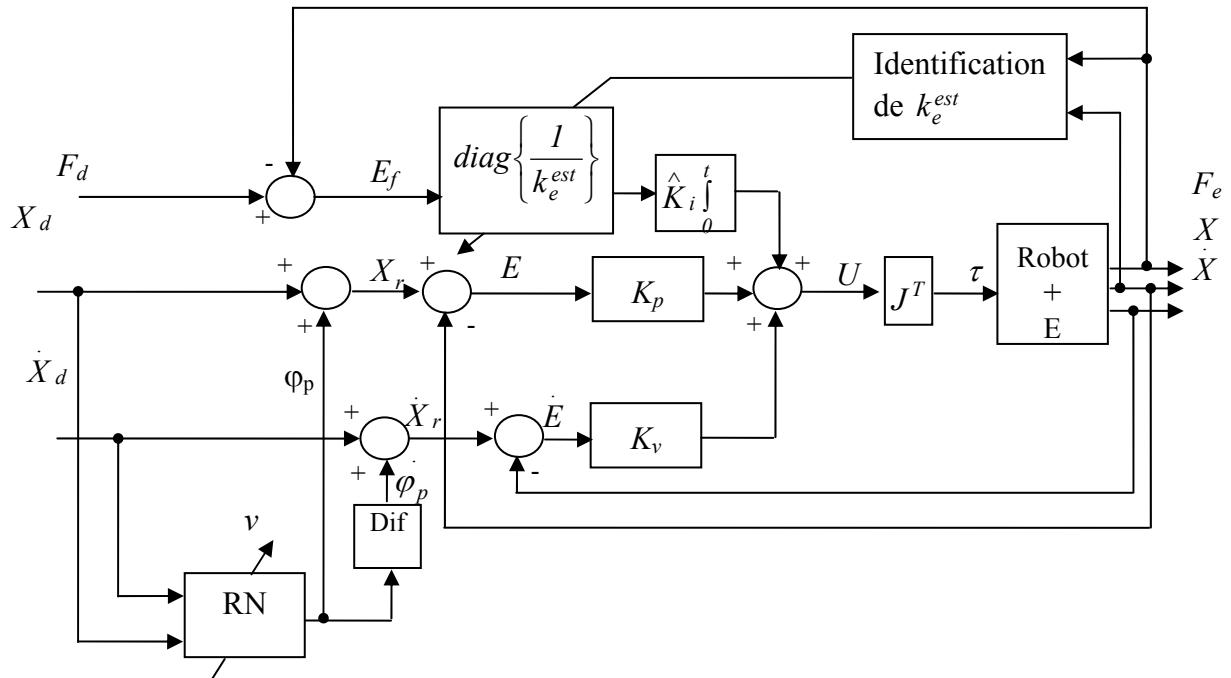 Identification
de k_e^{est}
F_d
-
+
E_f
diag{1/k_e^{est}}
\hat{K}_i ∫_0^t
F_e
X
Ẋ
X_d
+
+
X_r
+
-
E
K_p
+
+
+
U
J^T
τ
Robot
+
E
Ẋ_d
φ_p
+
+
Ẋ_r
+
-
Ė
K_v
φ̇_p
Dif
v
RN